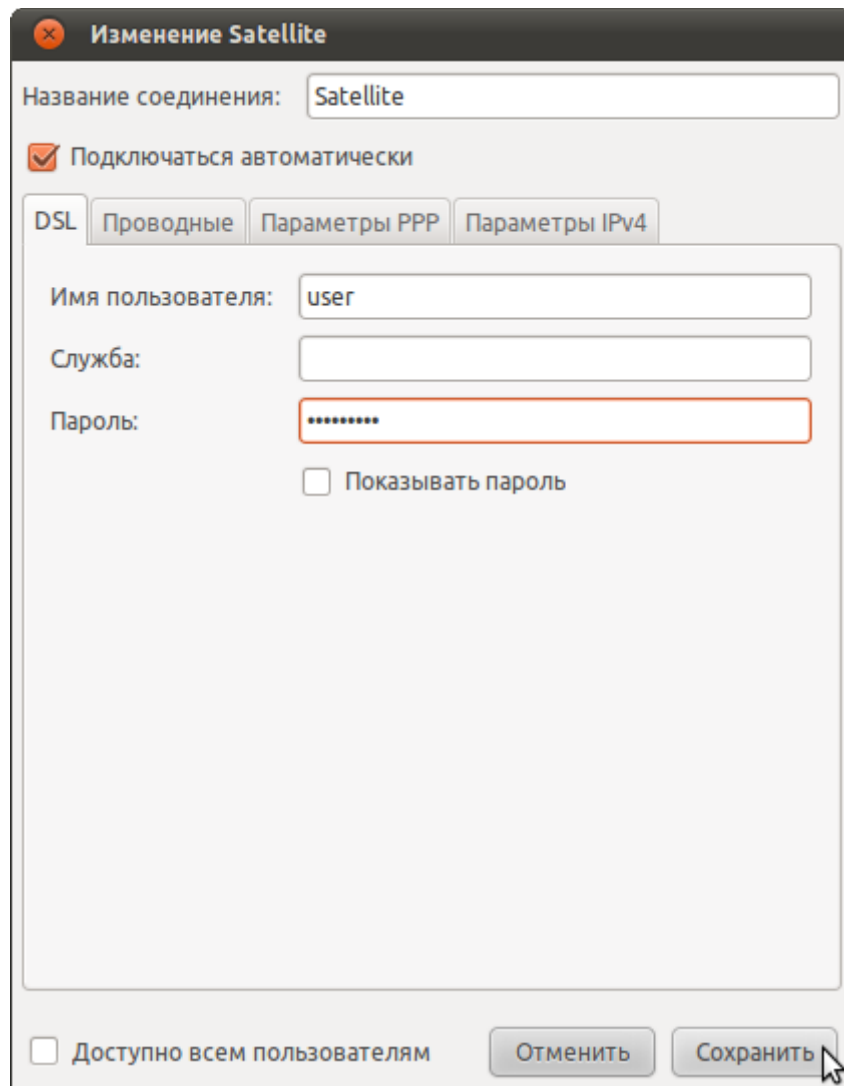 Изменение Satellite
Название соединения: Satellite
Подключаться автоматически
DSL Проводные Параметры PPP Параметры IPv4
Имя пользователя: user
Служба:
Пароль: •••••••••
Показывать пароль
Доступно всем пользователям Отменить Сохранить